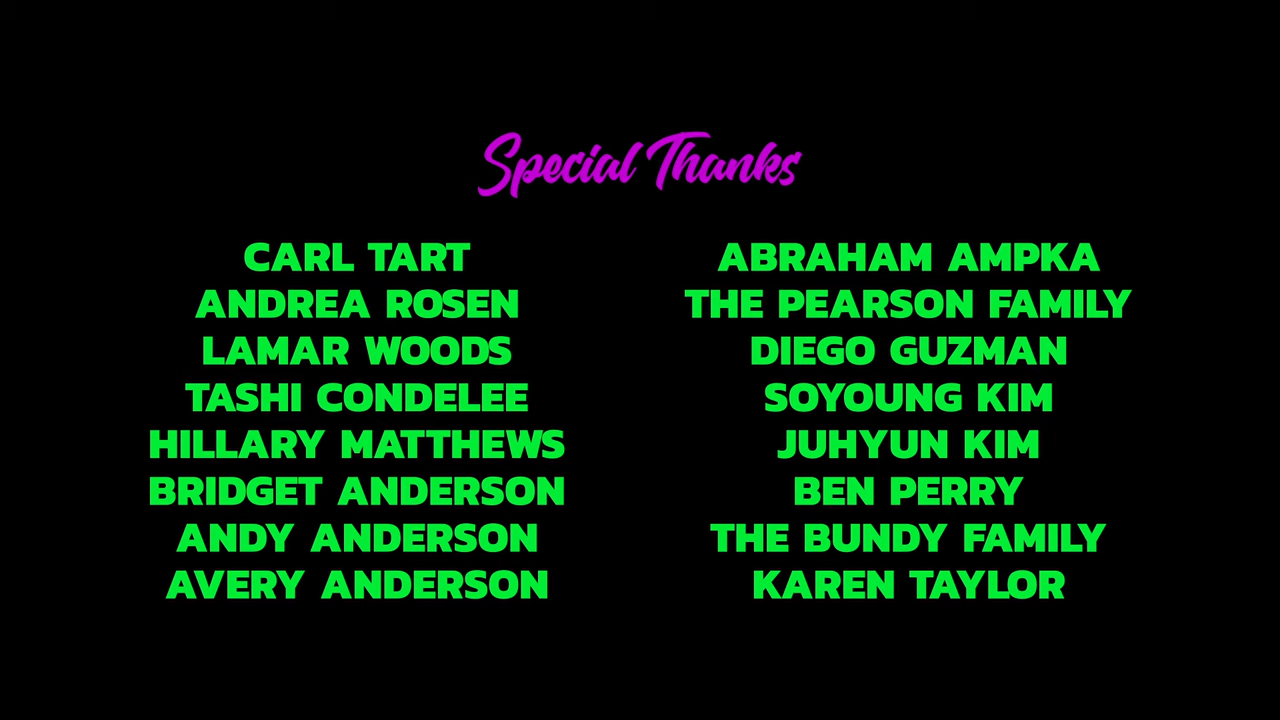 Special Thanks
CARL TART
ANDREA ROSEN
LAMAR WOODS
TASHI CONDELEE
HILLARY MATTHEWS
BRIDGET ANDERSON
ANDY ANDERSON
AVERY ANDERSON
ABRAHAM AMPKA
THE PEARSON FAMILY
DIEGO GUZMAN
SOYOUNG KIM
JUHYUN KIM
BEN PERRY
THE BUNDY FAMILY
KAREN TAYLOR